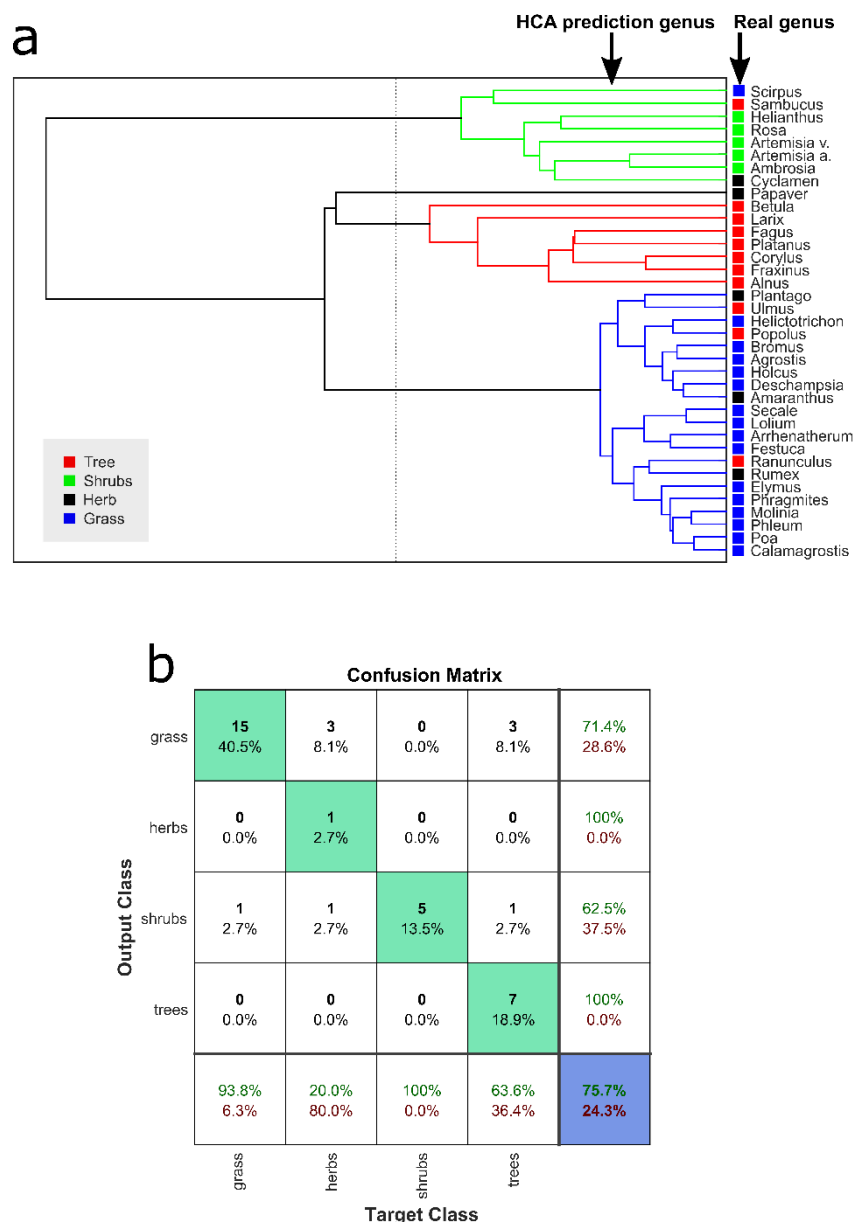 a
HCA prediction genus
Real genus
Scirpus
Sambucus
Helianthus
Rosa
Artemisia v.
Artemisia a.
Ambrosia
Cyclamen
Papaver
Betula
Larix
Fagus
Platanus
Corylus
Fraxinus
Alnus
Plantago
Ulmus
Helictotrichon
Popolus
Bromus
Agrostis
Holcus
Deschampsia
Amaranthus
Secale
Lolium
Arrhenatherum
Festuca
Ranunculus
Rumex
Elymus
Phragmites
Molinia
Phleum
Poa
Calamagrostis
Tree
Shrubs
Herb
Grass
b
Confusion Matrix
Output Class
grass
15 3 0 3 71.4%
40.5% 8.1% 0.0% 8.1% 28.6%
herbs
0 1 0 0 100%
0.0% 2.7% 0.0% 0.0% 0.0%
shrubs
1 1 5 1 62.5%
2.7% 2.7% 13.5% 2.7% 37.5%
trees
0 0 0 7 100%
0.0% 0.0% 0.0% 18.9% 0.0%
93.8% 20.0% 100% 63.6% 75.7%
6.3% 80.0% 0.0% 36.4% 24.3%
grass herbs shrubs trees
Target Class